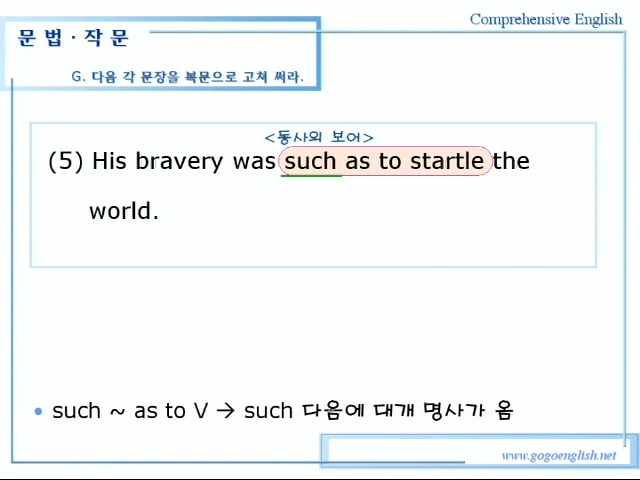 Comprehensive English
문 법 · 작 문
G. 다음 각 문장을 복문으로 고쳐 써라.
<동사의 보어>
(5) His bravery was such as to startle the
world.
• such ~ as to V → such 다음에 대개 명사가 옴
www.gogoenglish.net